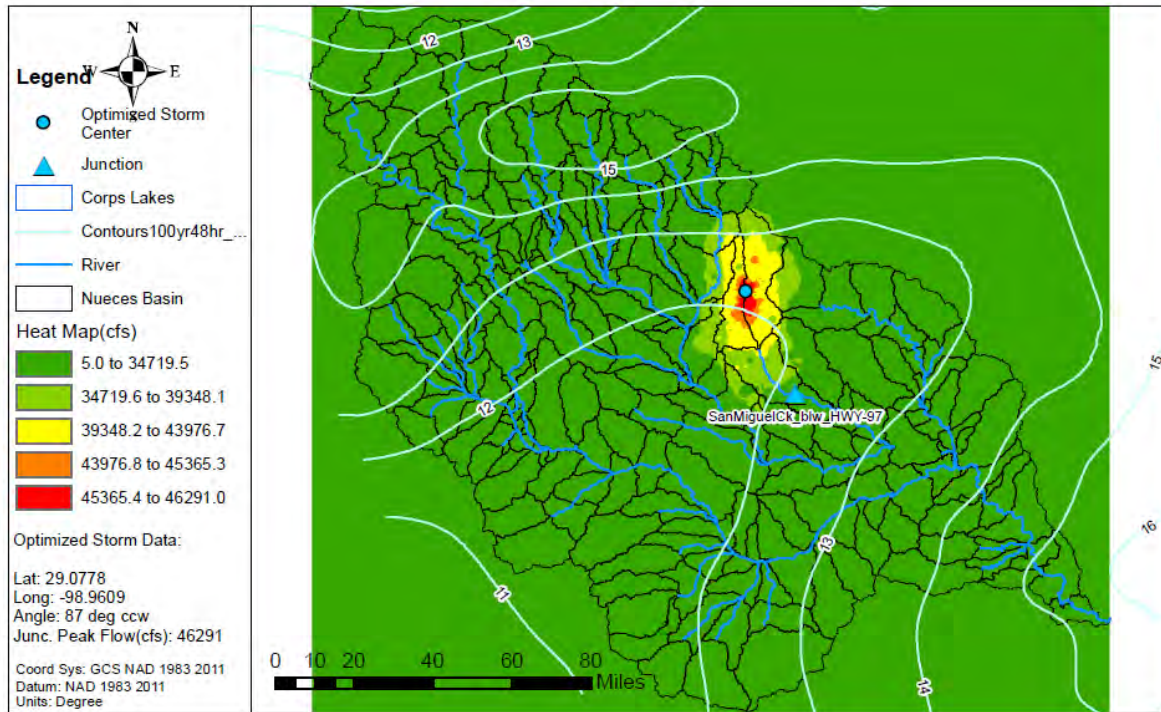 N
Legend
W
E
S
Optimized Storm
Center
Junction
Corps Lakes
Contours100yr48hr_...
River
Nueces Basin
Heat Map(cfs)
5.0 to 34719.5
34719.6 to 39348.1
39348.2 to 43976.7
43976.8 to 45365.3
45365.4 to 46291.0
Optimized Storm Data:
Lat: 29.0778
Long: -98.9609
Angle: 87 deg ccw
Junc. Peak Flow(cfs): 46291
Coord Sys: GCS NAD 1983 2011
Datum: NAD 1983 2011
Units: Degree
12
13
15
15
12
SanMiguelCk_blw_HWY-97
16
13
11
14
0 10 20 40 60 80
Miles